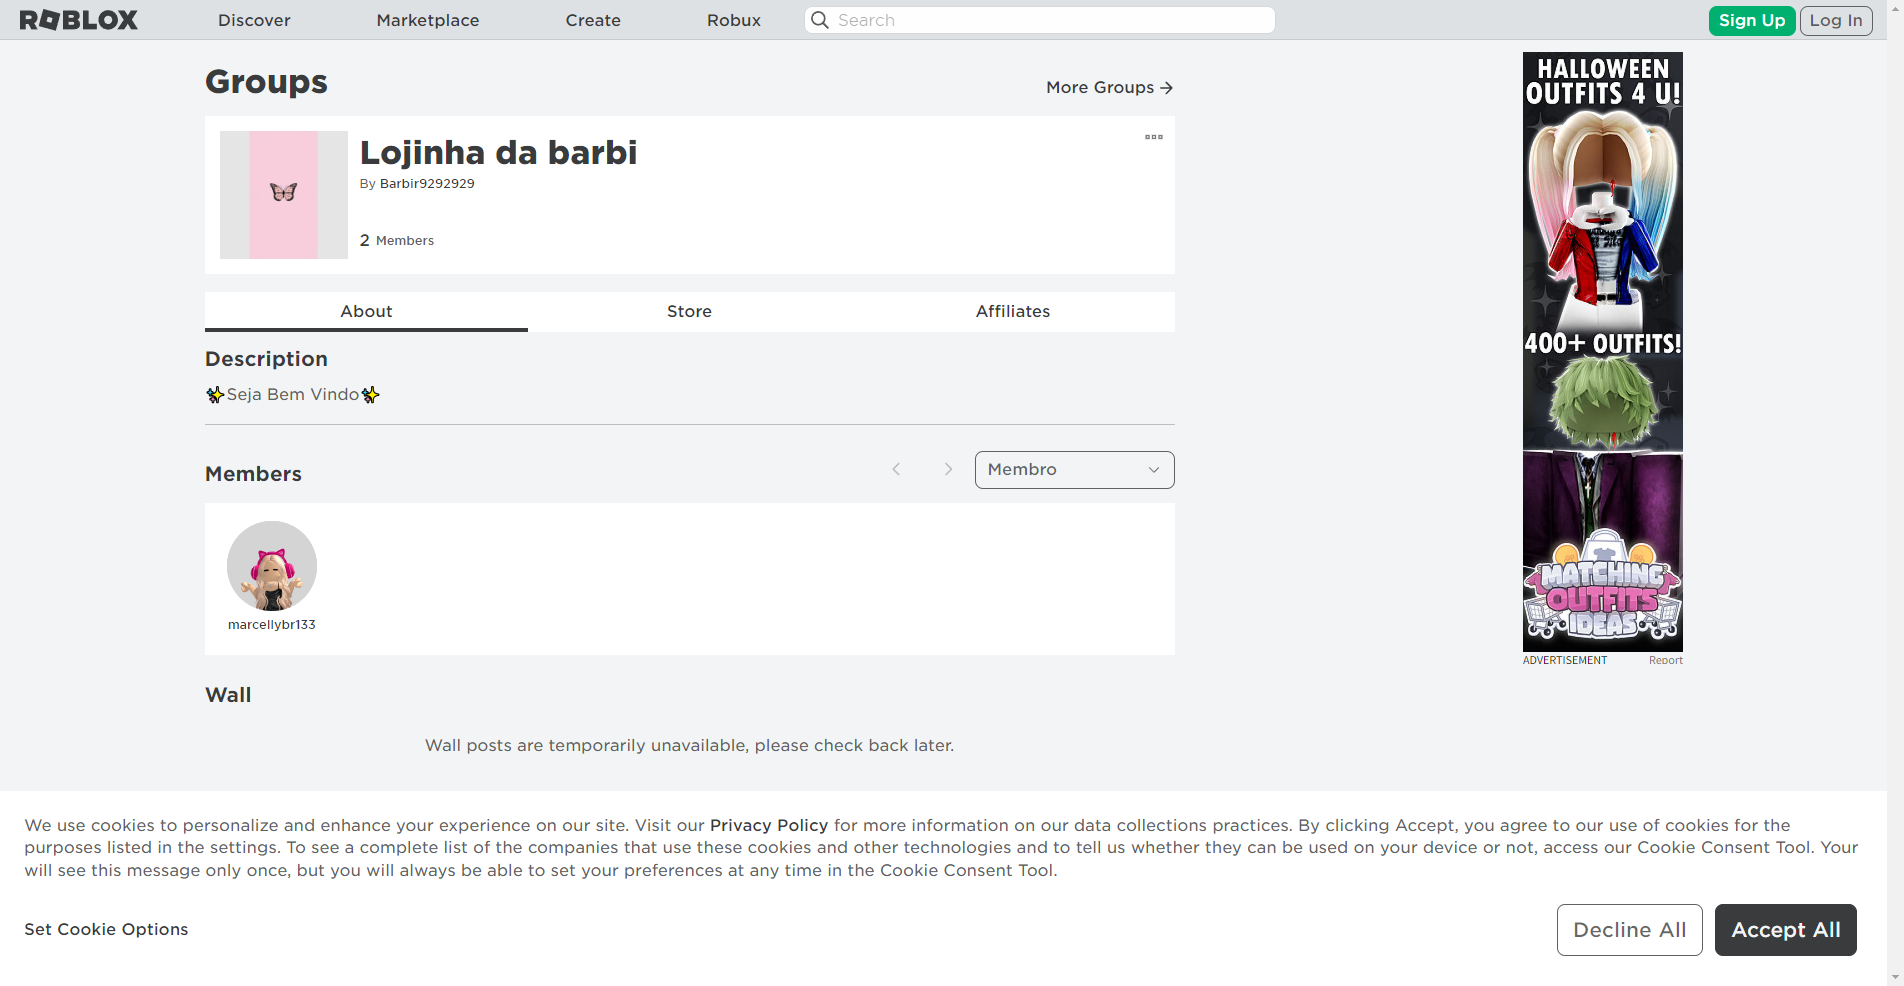 ROBLOX
Discover
Marketplace
Create
Robux
Search
Sign Up
Log In
Groups
More Groups
Lojinha da barbi
By Barbir9292929
2 Members
About
Store
Affiliates
Description
✨Seja Bem Vindo✨
Members
Membro
marcellybr133
Wall
Wall posts are temporarily unavailable, please check back later.
HALLOWEEN
OUTFITS 4 U!
400+ OUTFITS!
MATCHING
OUTFITS
IDEAS
ADVERTISEMENT
Report
We use cookies to personalize and enhance your experience on our site. Visit our Privacy Policy for more information on our data collections practices. By clicking Accept, you agree to our use of cookies for the
purposes listed in the settings. To see a complete list of the companies that use these cookies and other technologies and to tell us whether they can be used on your device or not, access our Cookie Consent Tool. Your
will see this message only once, but you will always be able to set your preferences at any time in the Cookie Consent Tool.
Set Cookie Options
Decline All
Accept All